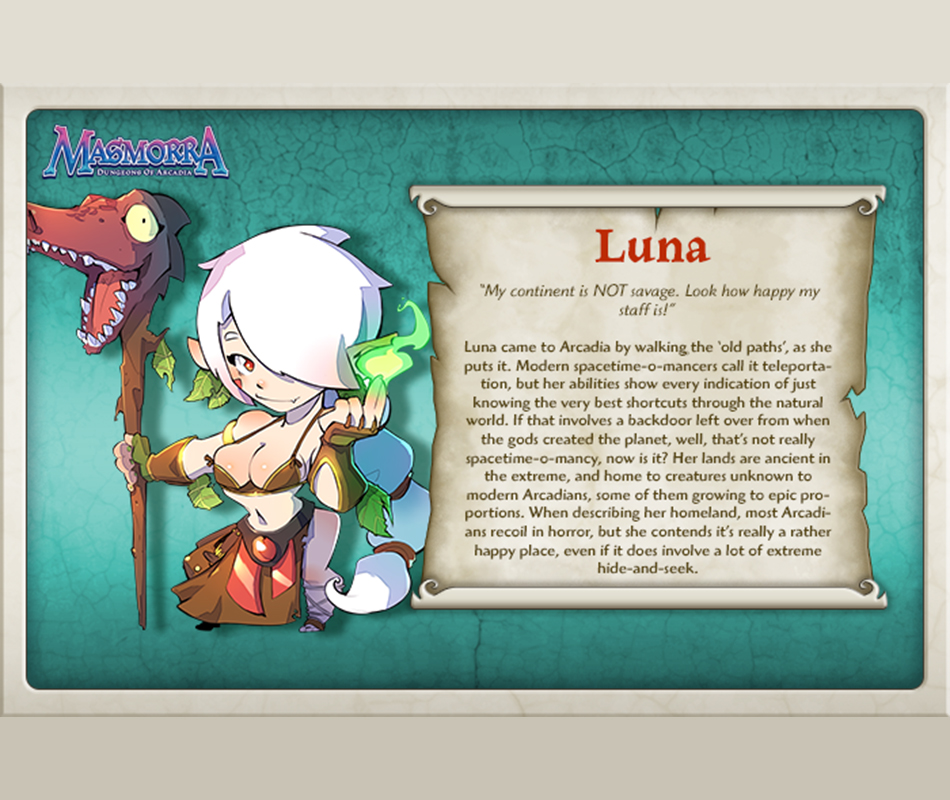 MASMORRA
DUNGEONS OF ARCADIA
Luna
"My continent is NOT savage. Look how happy my
staff is!"
Luna came to Arcadia by walking the 'old paths', as she
puts it. Modern spacetime-o-mancers call it teleporta-
tion, but her abilities show every indication of just
knowing the very best shortcuts through the natural
world. If that involves a backdoor left over from when
the gods created the planet, well, that's not really
spacetime-o-mancy, now is it? Her lands are ancient in
the extreme, and home to creatures unknown to
modern Arcadians, some of them growing to epic pro-
portions. When describing her homeland, most Arcadi-
ans recoil in horror, but she contends it's really a rather
happy place, even if it does involve a lot of extreme
hide-and-seek.